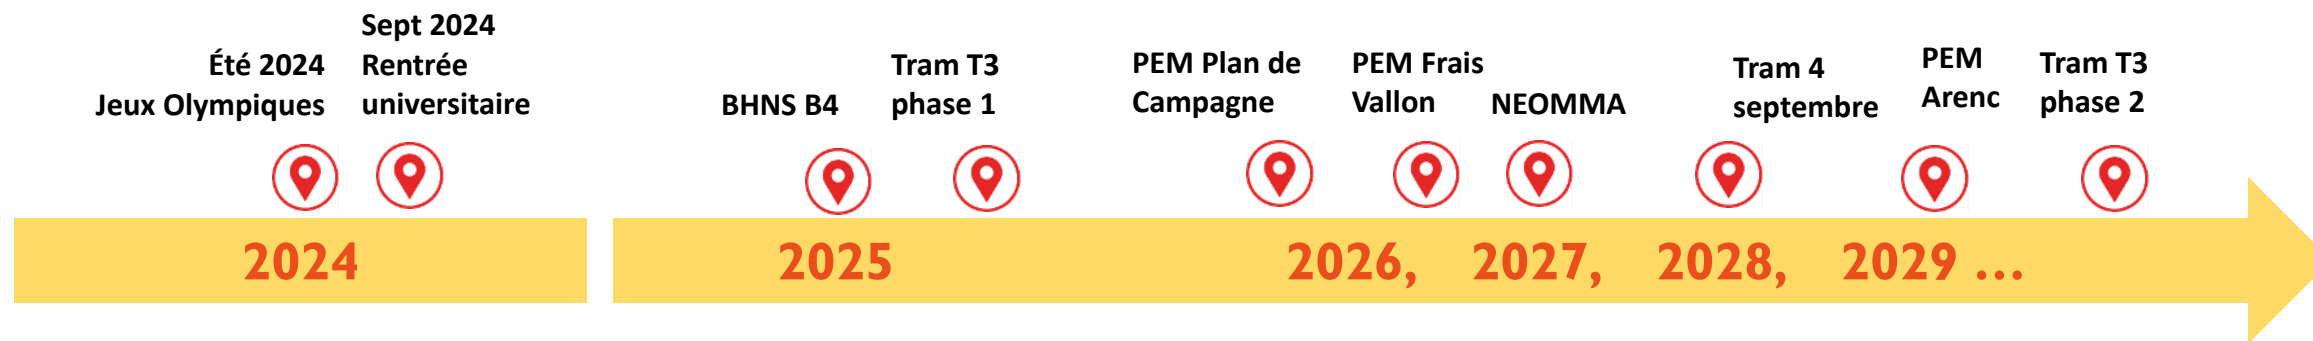 Été 2024
Jeux Olympiques
Sept 2024
Rentrée
universitaire
BHNS B4
Tram T3
phase 1
PEM Plan de
Campagne
PEM Frais
Vallon
NEOMMA
Tram 4
septembre
PEM
Arenc
Tram T3
phase 2
2024
2025
2026, 2027, 2028, 2029 ...